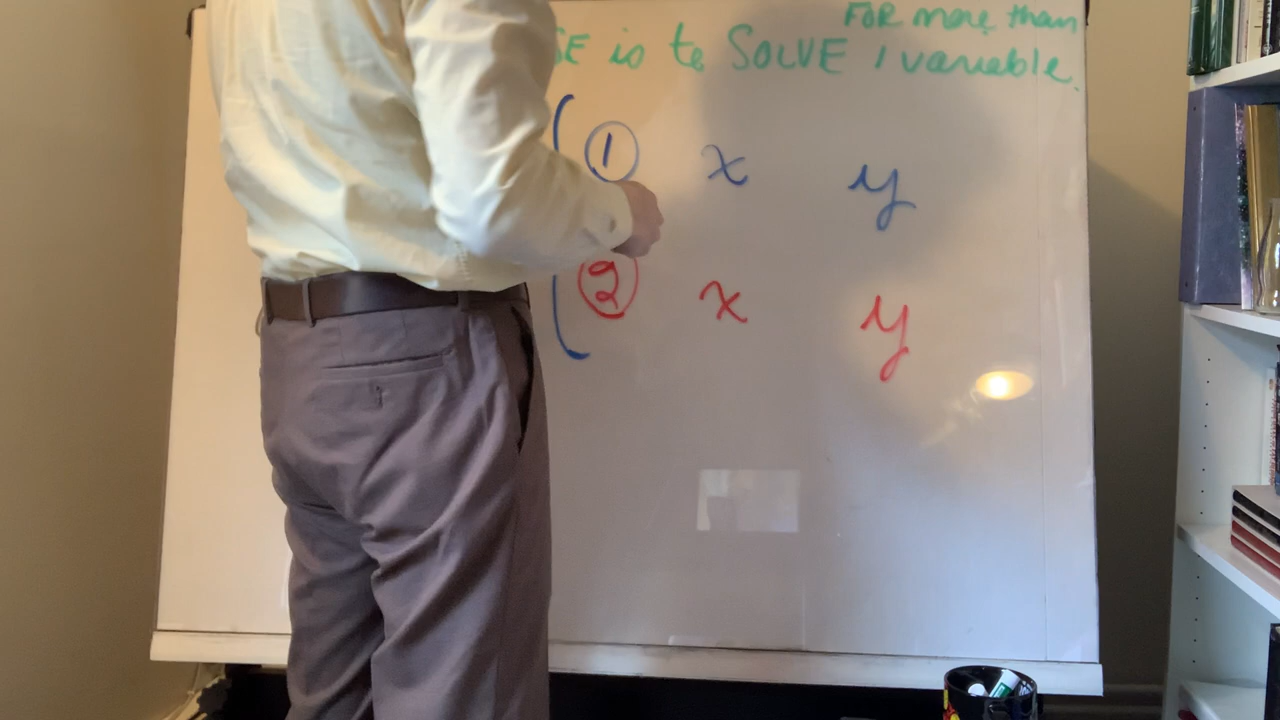 FOR more than
is to SOLVE 1 variable.
① x y
② x y